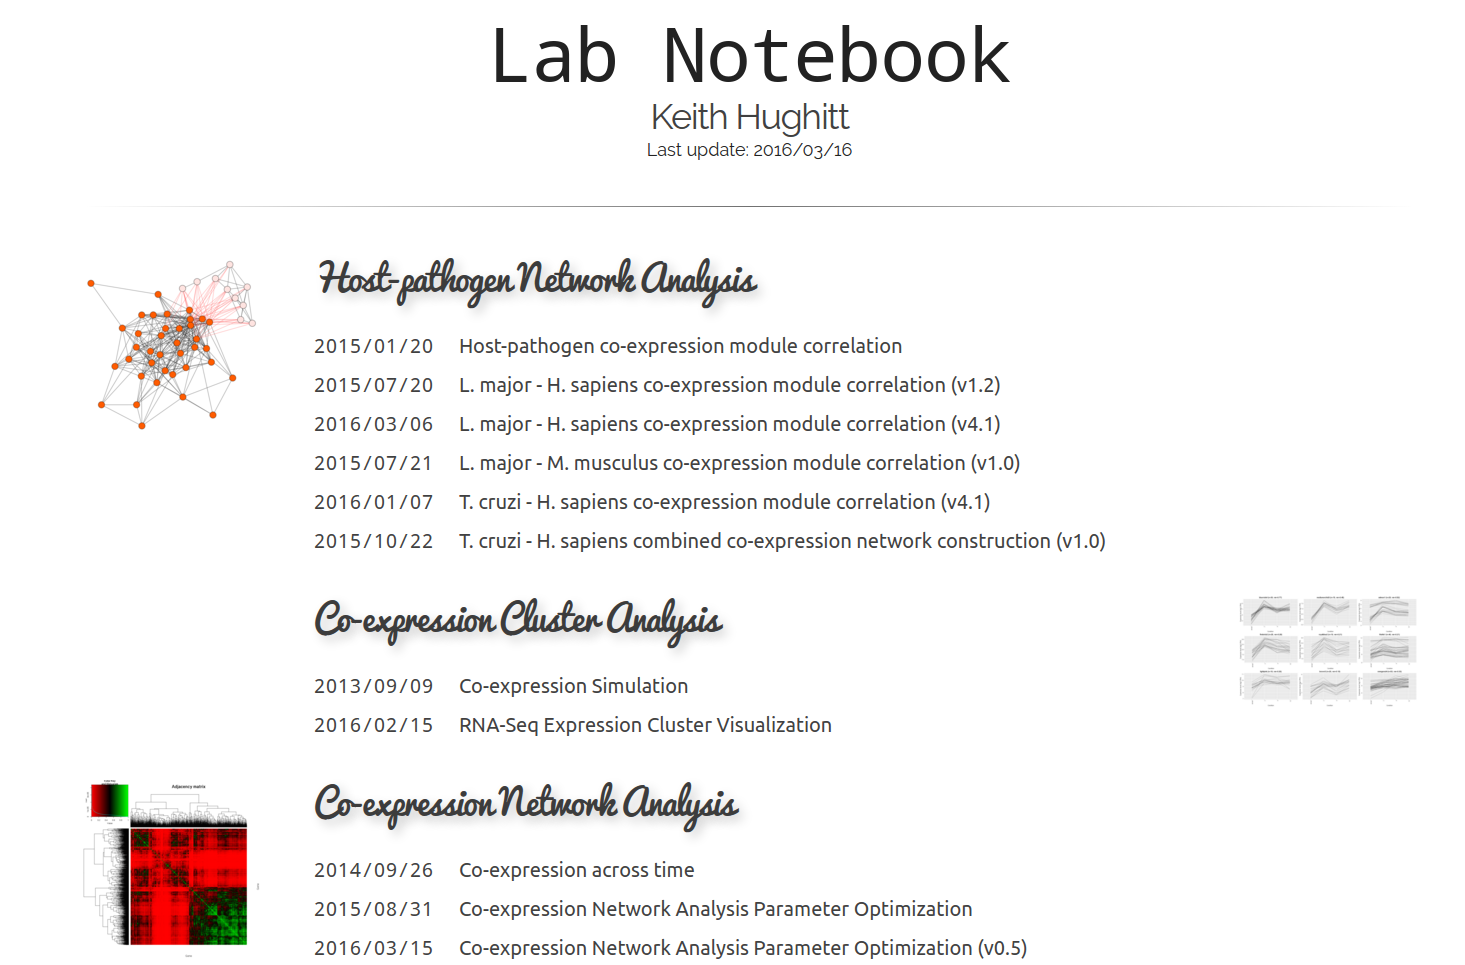 Lab Notebook
Keith Hughitt
Last update: 2016/03/16
Host-pathogen Network Analysis
2015/01/20 Host-pathogen co-expression module correlation
2015/07/20 L. major - H. sapiens co-expression module correlation (v1.2)
2016/03/06 L. major - H. sapiens co-expression module correlation (v4.1)
2015/07/21 L. major - M. musculus co-expression module correlation (v1.0)
2016/01/07 T. cruzi - H. sapiens co-expression module correlation (v4.1)
2015/10/22 T. cruzi - H. sapiens combined co-expression network construction (v1.0)
Co-expression Cluster Analysis
2013/09/09 Co-expression Simulation
2016/02/15 RNA-Seq Expression Cluster Visualization
Co-expression Network Analysis
Adjacency matrix
2014/09/26 Co-expression across time
2015/08/31 Co-expression Network Analysis Parameter Optimization
2016/03/15 Co-expression Network Analysis Parameter Optimization (v0.5)